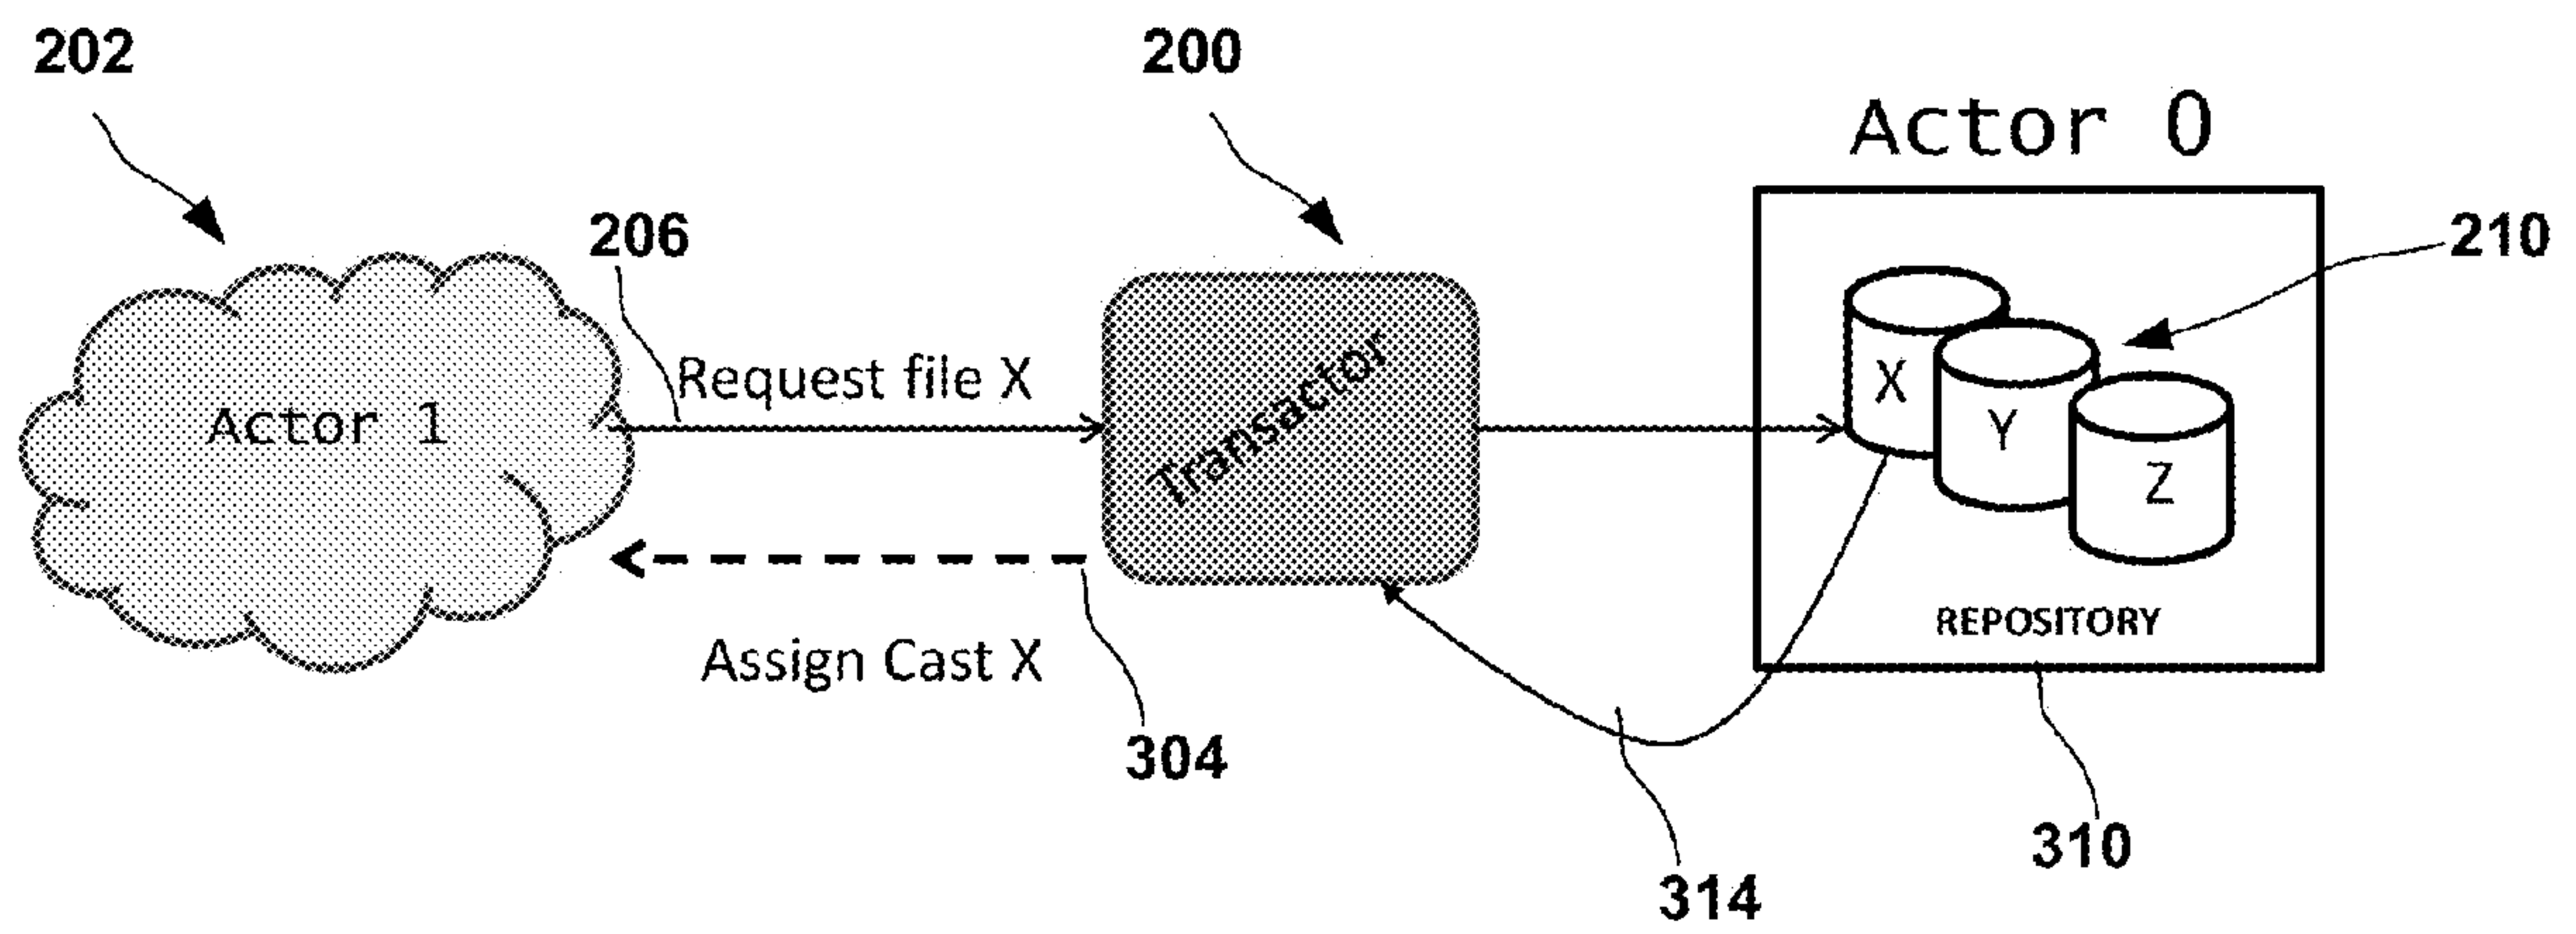 202
200
Actor 0
206
210
Request file X
Transactor
X
Actor 1
Y
Z
REPOSITORY
Assign Cast X
304
310
314